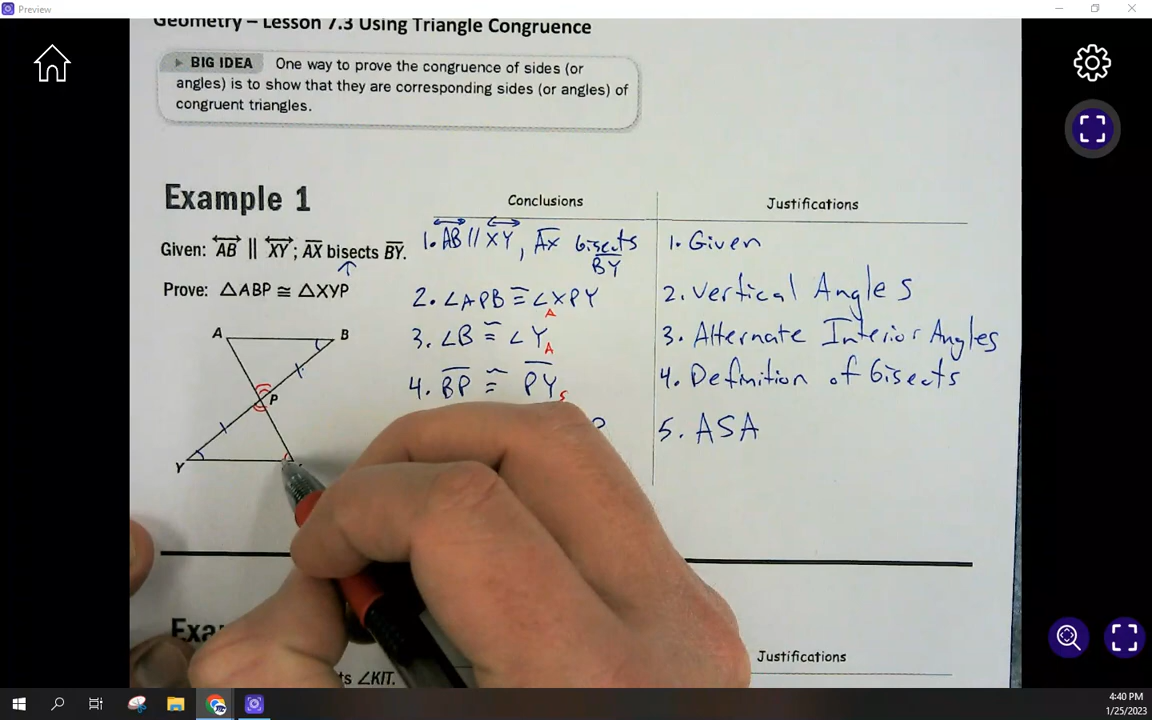 Preview
Geometry – Lesson 7.3 Using Triangle Congruence
BIG IDEA One way to prove the congruence of sides (or
angles) is to show that they are corresponding sides (or angles) of
congruent triangles.
Example 1
Conclusions
Justifications
Given: AB || XY; AX bisects BY.
Prove: △ABP ≅ △XYP
A
B
P
Y
1. AB // XY, AX bisects
BY
2. ∠APB ≅ ∠XPY
A
3. ∠B ≅ ∠Y
A
4. BP ≅ PY
S
1. Given
2. Vertical Angles
3. Alternate Interior Angles
4. Definition of bisects
5. ASA
Justifications
∠KIT.
4:40 PM
1/25/2023